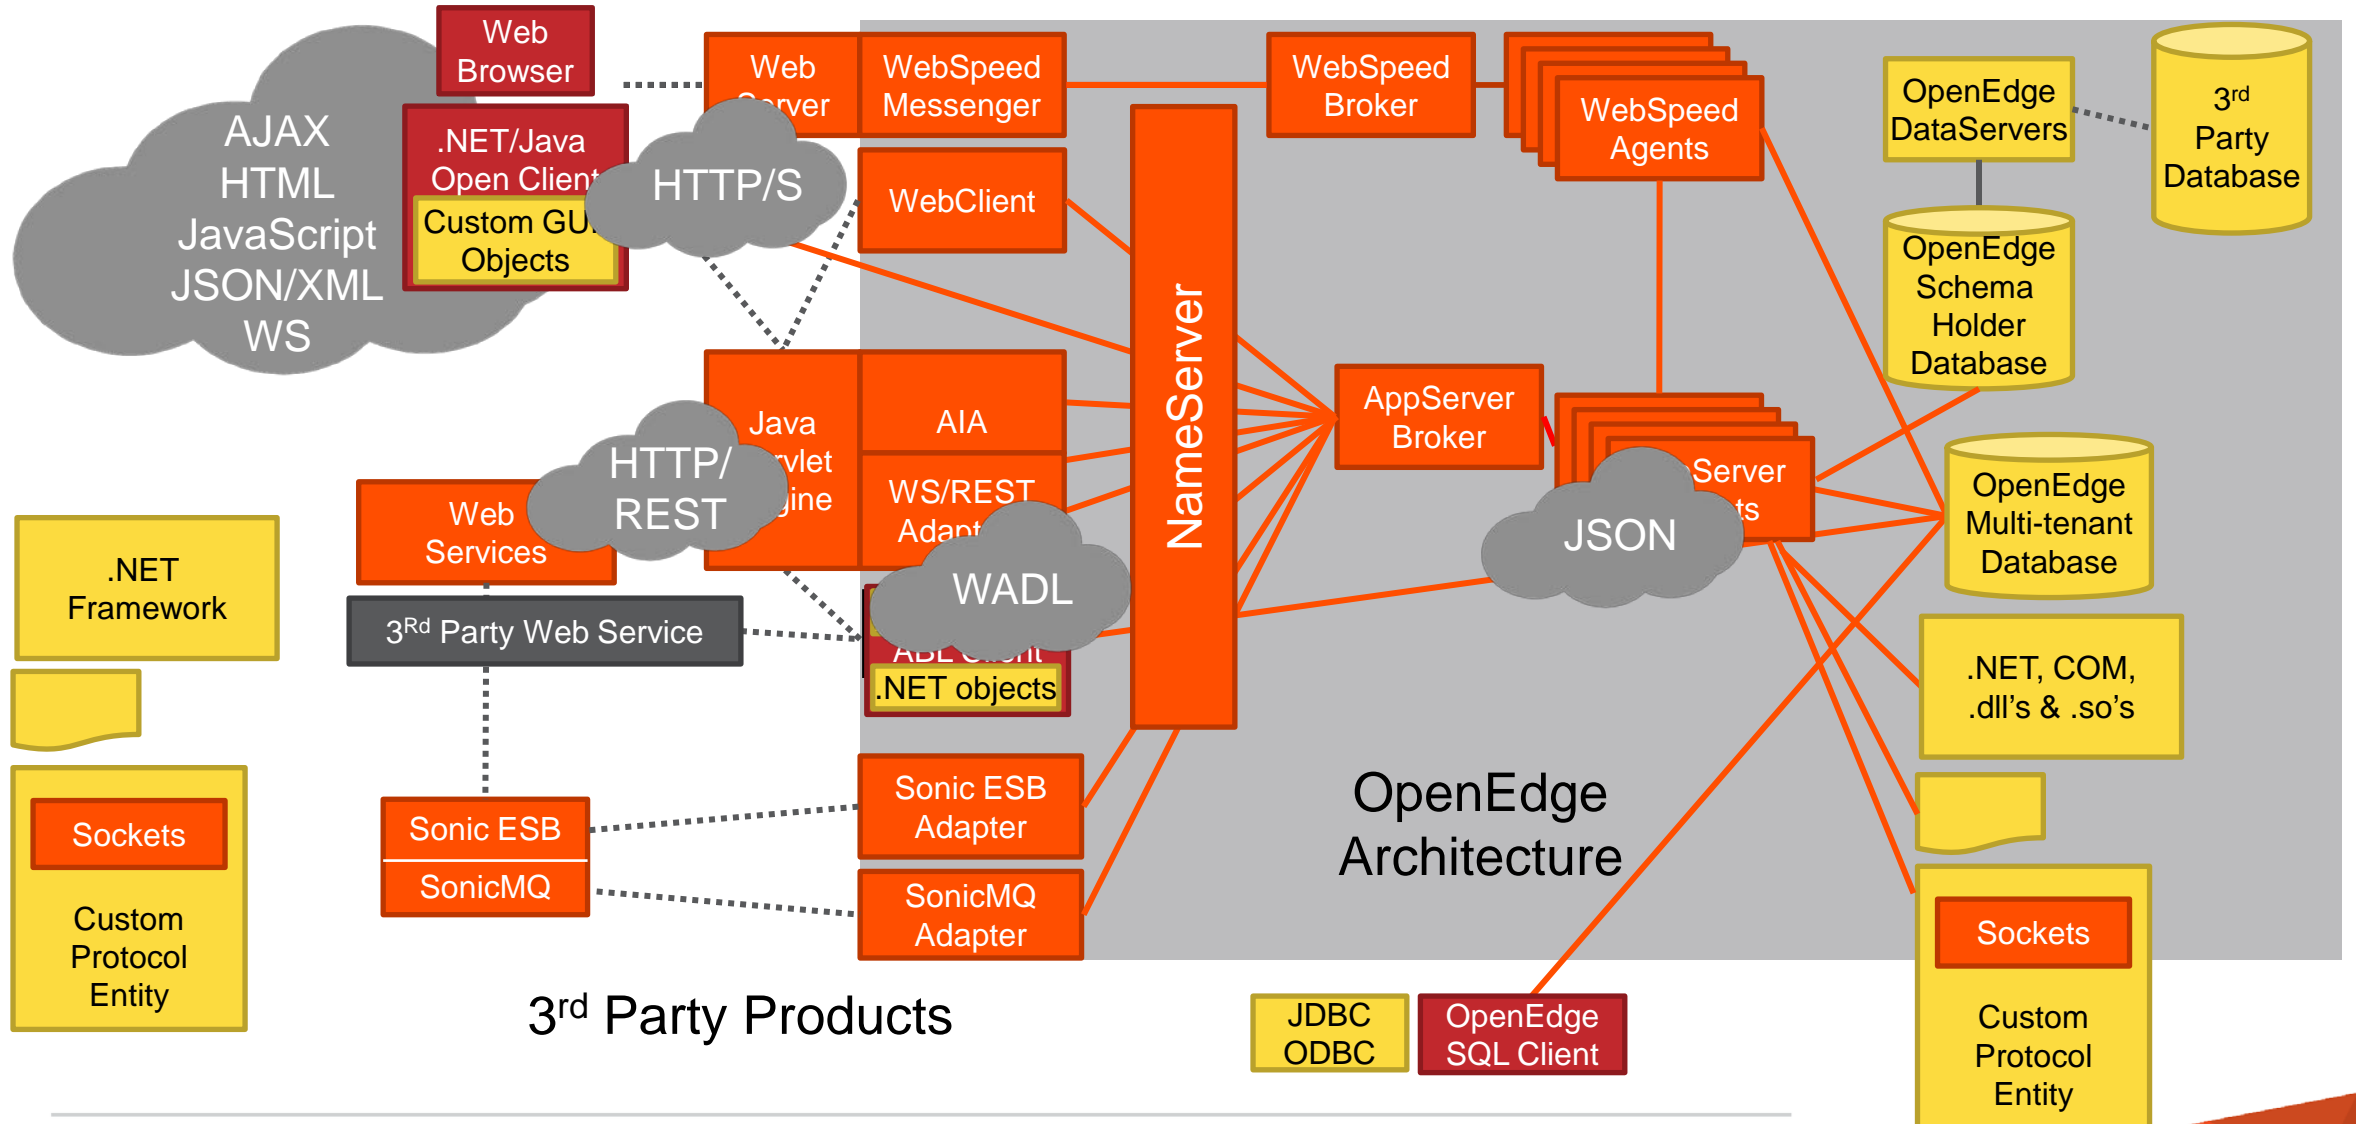 Web
Browser
AJAX
HTML
JavaScript
JSON/XML
WS
.NET/Java
Open Client
Custom GU
Objects
HTTP/S
Web
Server
WebSpeed
Messenger
WebClient
WebSpeed
Broker
WebSpeed
Agents
OpenEdge
DataServers
3rd
Party
Database
OpenEdge
Schema
Holder
Database
NameServer
Java
AIA
WS/REST
HTTP/
REST
Web
Services
AppServer
Broker
Server
JSON
OpenEdge
Multi-tenant
Database
.NET
Framework
3Rd Party Web Service
WADL
ABL Client
.NET objects
.NET, COM,
.dll's & .so's
Sockets
Custom
Protocol
Entity
Sonic ESB
SonicMQ
Sonic ESB
Adapter
SonicMQ
Adapter
OpenEdge
Architecture
Sockets
Custom
Protocol
Entity
3rd Party Products
JDBC
ODBC
OpenEdge
SQL Client